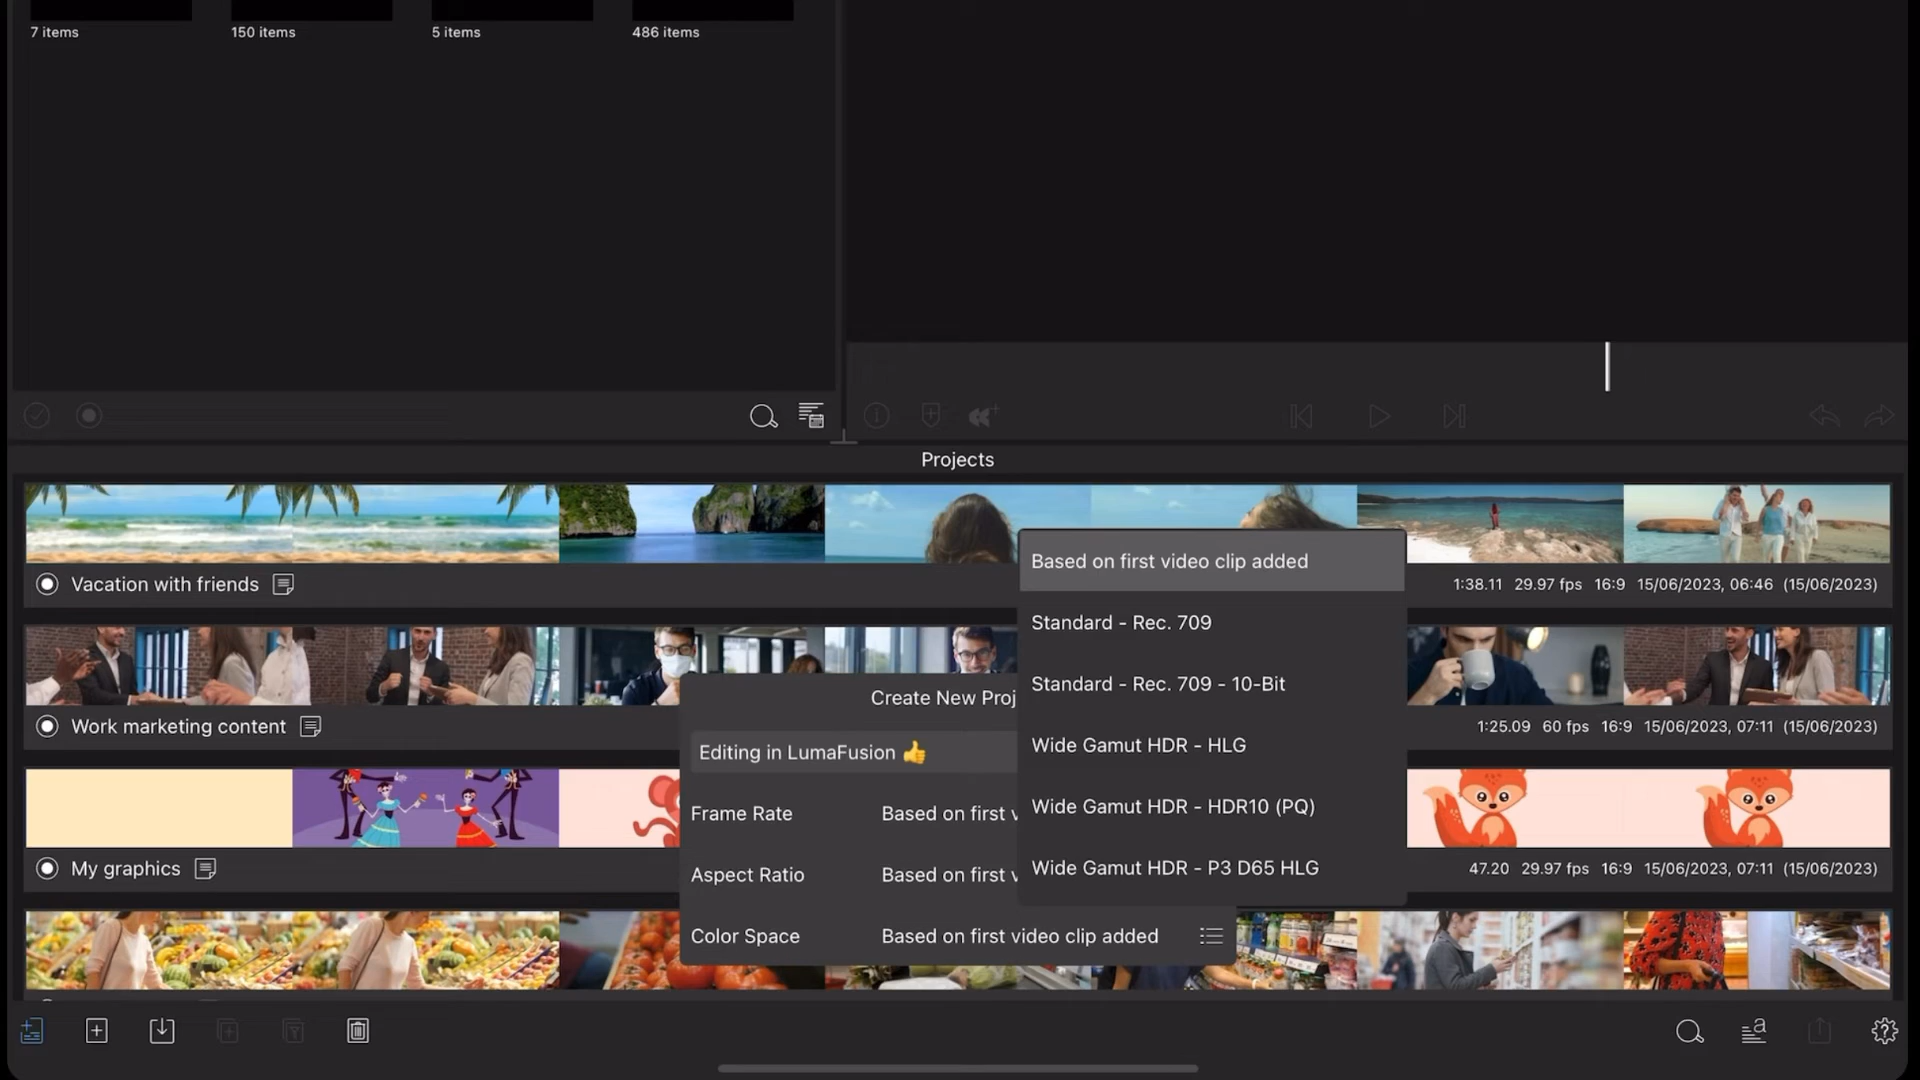 7 items
150 items
5 items
486 items
Projects
Vacation with friends
1:38.11 29.97 fps 16:9 15/06/2023, 06:46 (15/06/2023)
Work marketing content
1:25.09 60 fps 16:9 15/06/2023, 07:11 (15/06/2023)
My graphics
47.20 29.97 fps 16:9 15/06/2023, 07:11 (15/06/2023)
Create New Proj
Editing in LumaFusion 👍
Frame Rate Based on first v
Aspect Ratio Based on first v
Color Space Based on first video clip added
Based on first video clip added
Standard - Rec. 709
Standard - Rec. 709 - 10-Bit
Wide Gamut HDR - HLG
Wide Gamut HDR - HDR10 (PQ)
Wide Gamut HDR - P3 D65 HLG